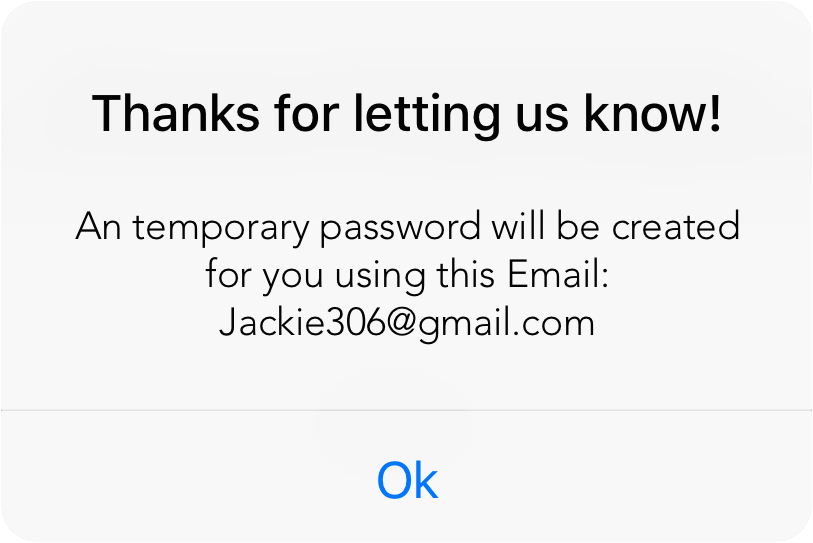 Thanks for letting us know!
An temporary password will be created
for you using this Email:
Jackie306@gmail.com
Ok